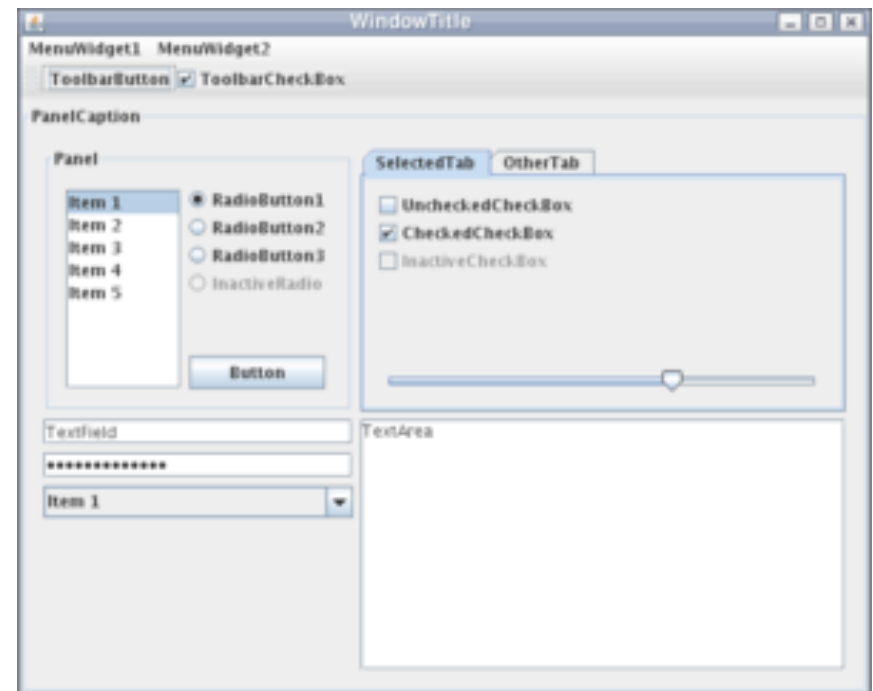 WindowTitle
MenuWidget1 MenuWidget2
ToolbarButton ToolbarCheckBox
PanelCaption
Panel
Item 1
Item 2
Item 3
Item 4
Item 5
RadioButton1
RadioButton2
RadioButton3
InactiveRadio
Button
SelectedTab OtherTab
UncheckedCheckBox
CheckedCheckBox
InactiveCheckBox
TextField
•••••••••••••
Item 1
TextArea